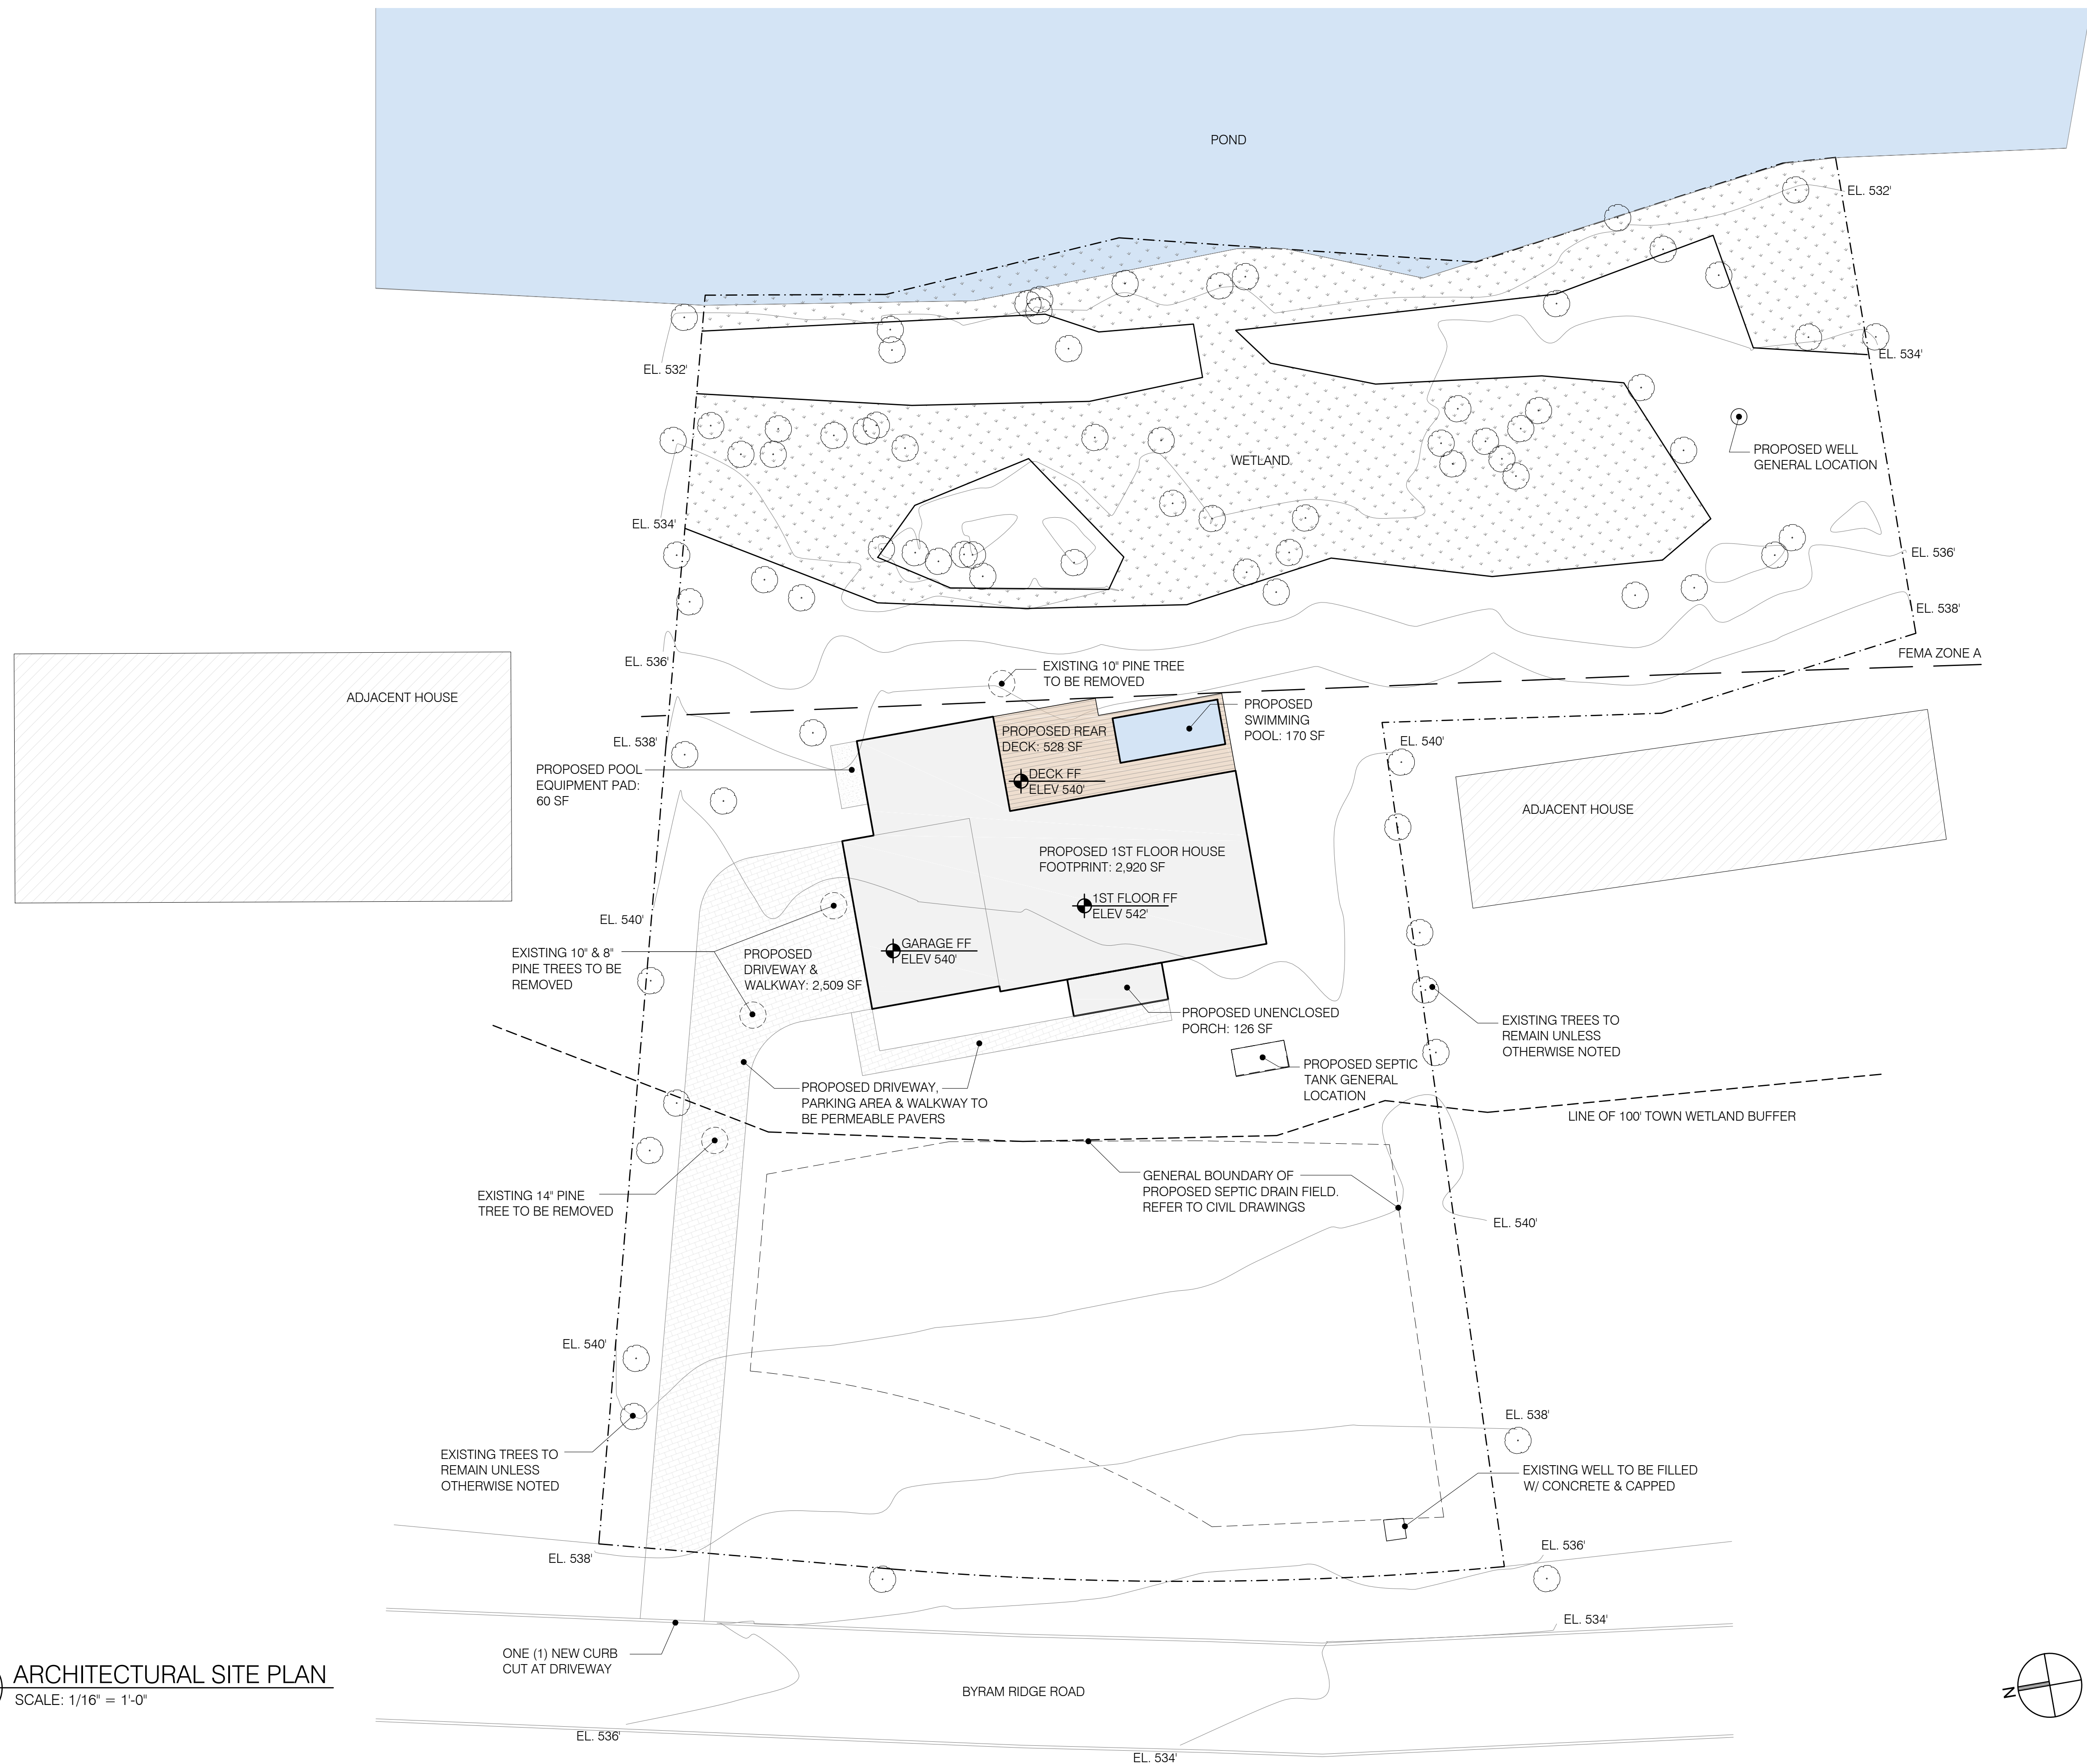 POND
EL. 532'
EL. 532'
EL. 534'
PROPOSED WELL
GENERAL LOCATION
WETLAND
EL. 534'
EL. 536'
EL. 538'
EL. 536'
FEMA ZONE A
EXISTING 10" PINE TREE
TO BE REMOVED
ADJACENT HOUSE
PROPOSED
SWIMMING
POOL: 170 SF
PROPOSED REAR
DECK: 528 SF
EL. 538'
EL. 540'
PROPOSED POOL
EQUIPMENT PAD:
60 SF
DECK FF
ELEV 540'
ADJACENT HOUSE
PROPOSED 1ST FLOOR HOUSE
FOOTPRINT: 2,920 SF
1ST FLOOR FF
ELEV 542'
EL. 540'
GARAGE FF
ELEV 540'
EXISTING 10" & 8"
PINE TREES TO BE
REMOVED
PROPOSED
DRIVEWAY &
WALKWAY: 2,509 SF
PROPOSED UNENCLOSED
PORCH: 126 SF
EXISTING TREES TO
REMAIN UNLESS
OTHERWISE NOTED
PROPOSED SEPTIC
TANK GENERAL
LOCATION
PROPOSED DRIVEWAY,
PARKING AREA & WALKWAY TO
BE PERMEABLE PAVERS
LINE OF 100' TOWN WETLAND BUFFER
GENERAL BOUNDARY OF
PROPOSED SEPTIC DRAIN FIELD.
REFER TO CIVIL DRAWINGS
EXISTING 14" PINE
TREE TO BE REMOVED
EL. 540'
EL. 540'
EL. 538'
EXISTING TREES TO
REMAIN UNLESS
OTHERWISE NOTED
EXISTING WELL TO BE FILLED
W/ CONCRETE & CAPPED
EL. 538'
EL. 536'
EL. 534'
ONE (1) NEW CURB
CUT AT DRIVEWAY
ARCHITECTURAL SITE PLAN
SCALE: 1/16" = 1'-0"
BYRAM RIDGE ROAD
N
EL. 536'
EL. 534'